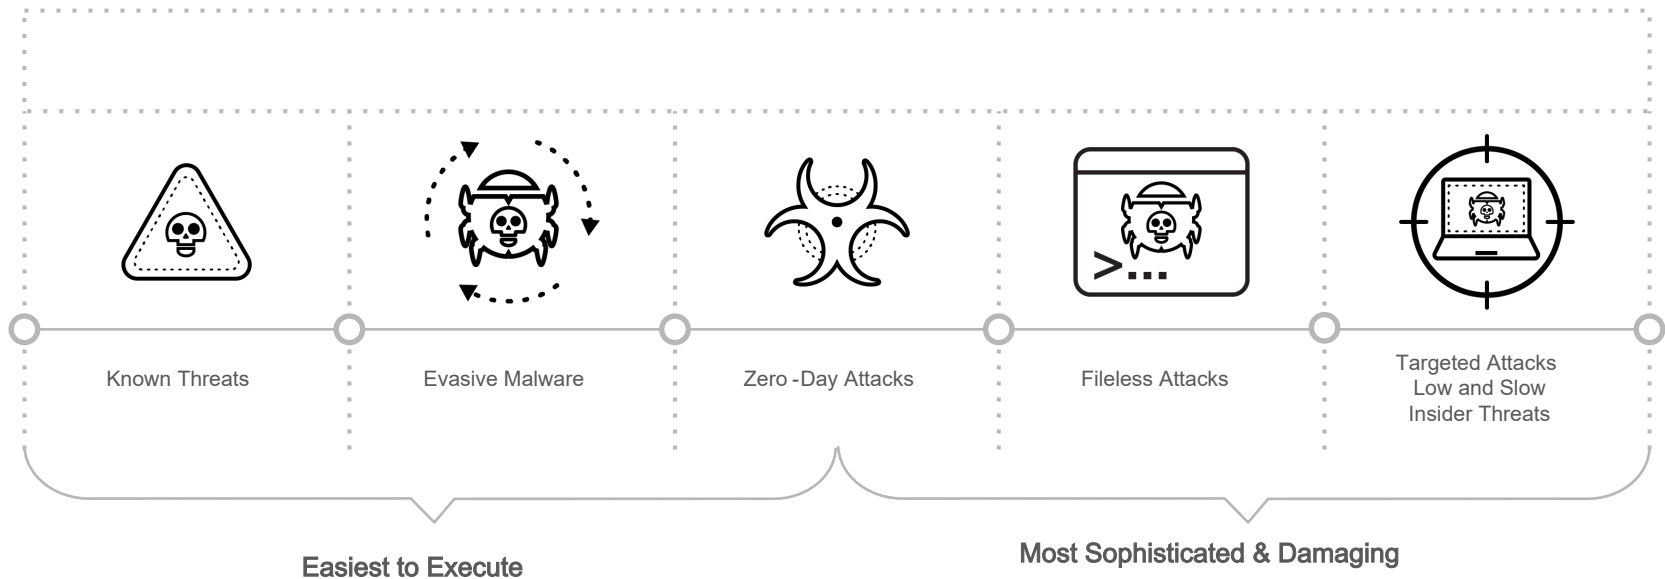 >...
Known Threats
Evasive Malware
Zero -Day Attacks
Fileless Attacks
Targeted Attacks
Low and Slow
Insider Threats
Easiest to Execute
Most Sophisticated & Damaging